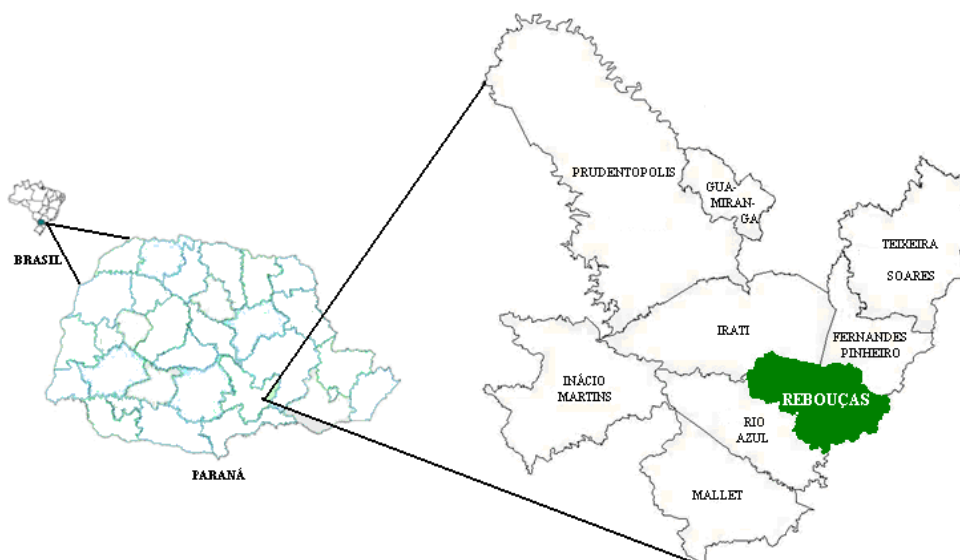 BRASIL
PARANÁ
PRUDENTOPOLIS
GUA-
MIRAN-
GA
TEIXEIRA
SOARES
IRATI
FERNANDES
PINHEIRO
INÁCIO
MARTINS
REBOUÇAS
RIO
AZUL
MALLET